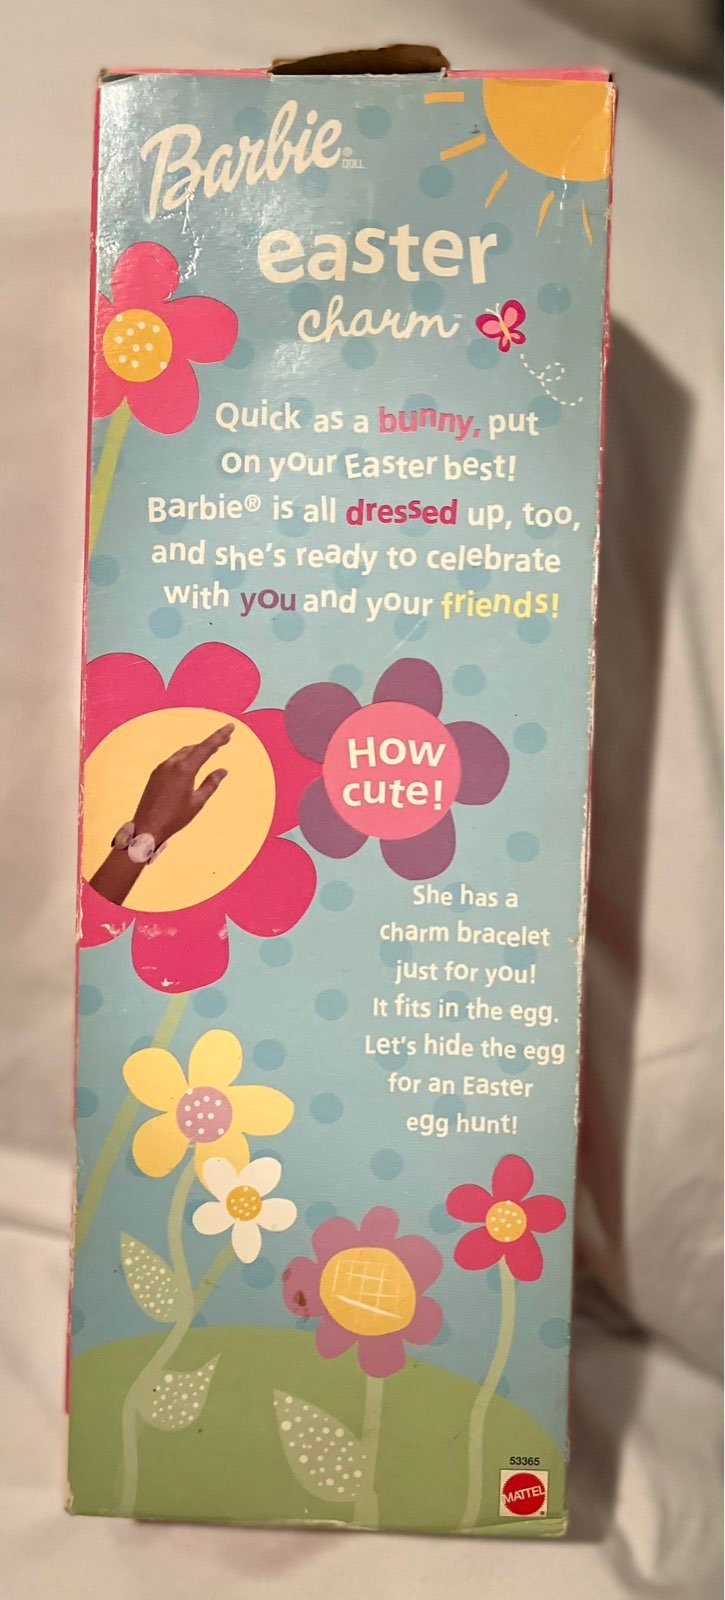 Barbie®
DOLL
easter
charm™
Quick as a bunny, put
on your Easter best!
Barbie® is all dressed up, too,
and she's ready to celebrate
with you and your friends!
How
cute!
She has a
charm bracelet
just for you!
It fits in the egg.
Let's hide the egg
for an Easter
egg hunt!
53365
MATTEL®